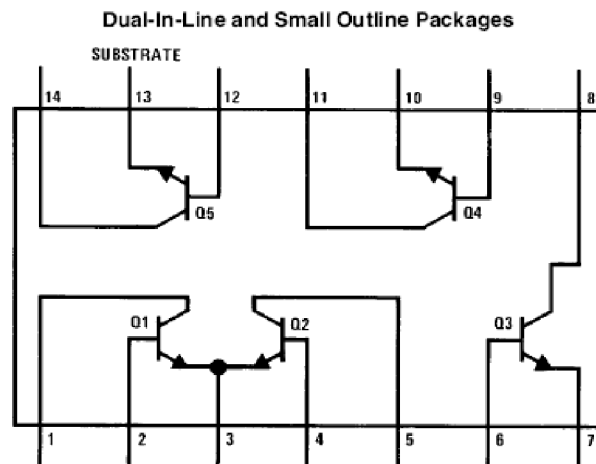 Dual-In-Line and Small Outline Packages
SUBSTRATE
14 13 12 11 10 9 8
Q5 Q4
Q1 Q2 Q3
1 2 3 4 5 6 7